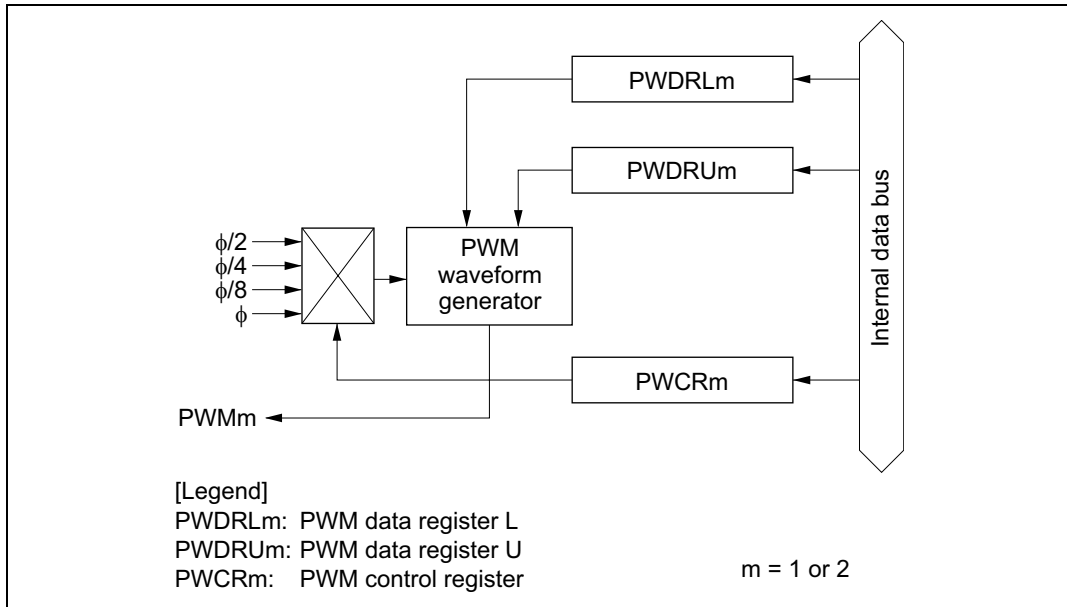 PWDRLm
PWDRUm
Internal data bus
ϕ/2
ϕ/4
ϕ/8
ϕ
PWM
waveform
generator
PWCRm
PWMm
[Legend]
PWDRLm: PWM data register L
PWDRUm: PWM data register U
PWCRm: PWM control register
m = 1 or 2